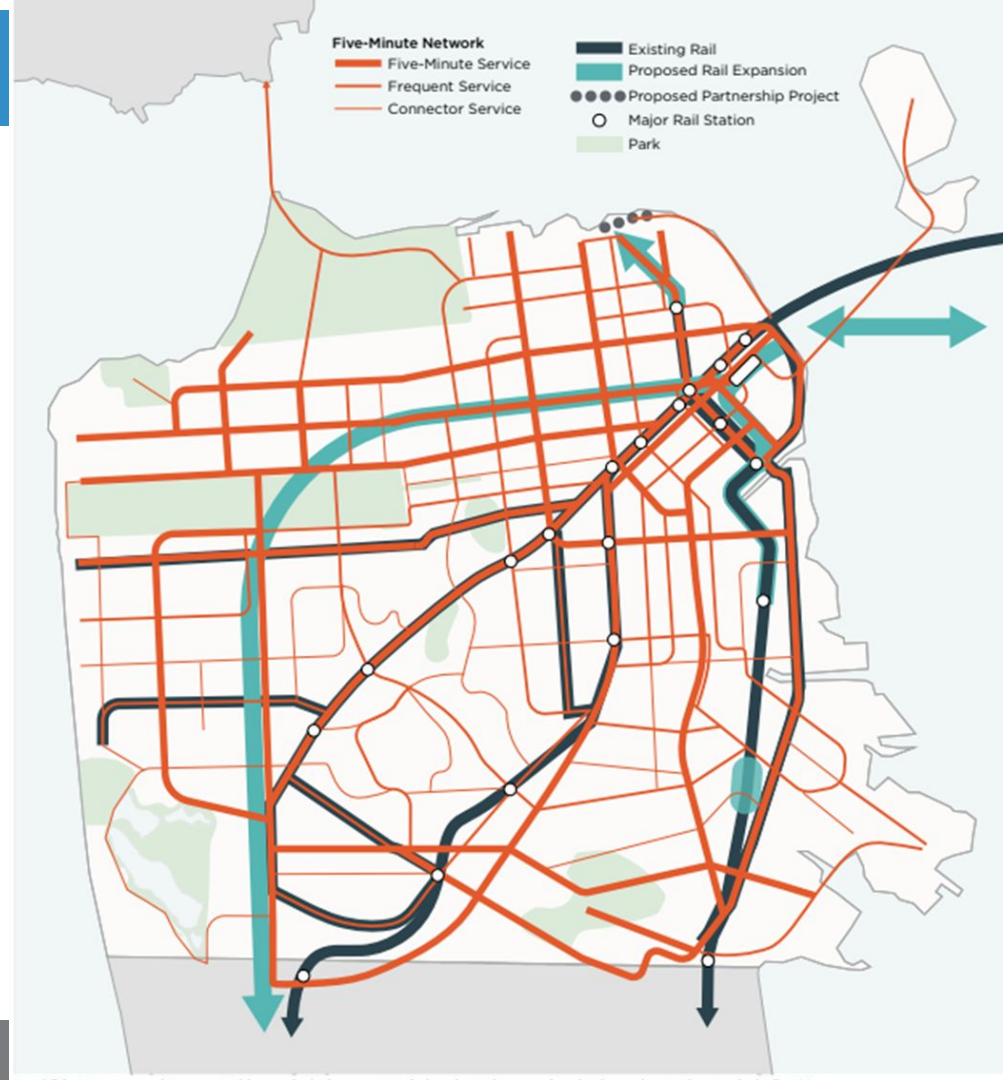 Five-Minute Network
Five-Minute Service
Frequent Service
Connector Service
Existing Rail
Proposed Rail Expansion
Proposed Partnership Project
Major Rail Station
Park